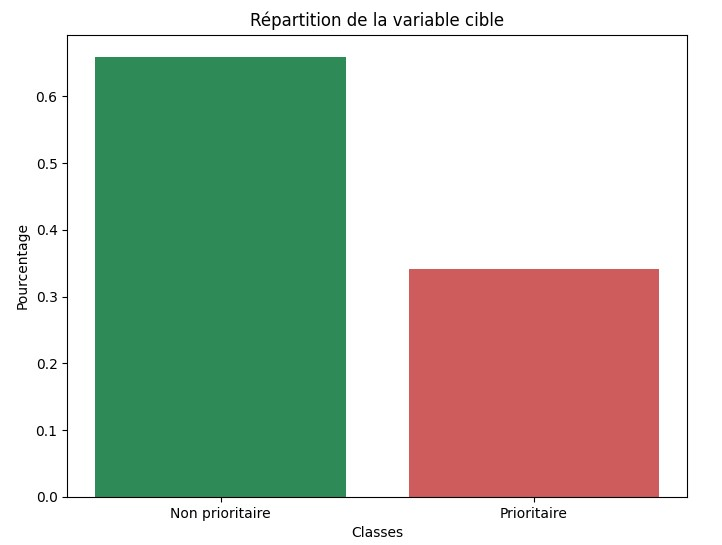 Répartition de la variable cible
0.6
0.5
0.4
0.3
0.2
0.1
0.0
Pourcentage
Non prioritaire
Prioritaire
Classes